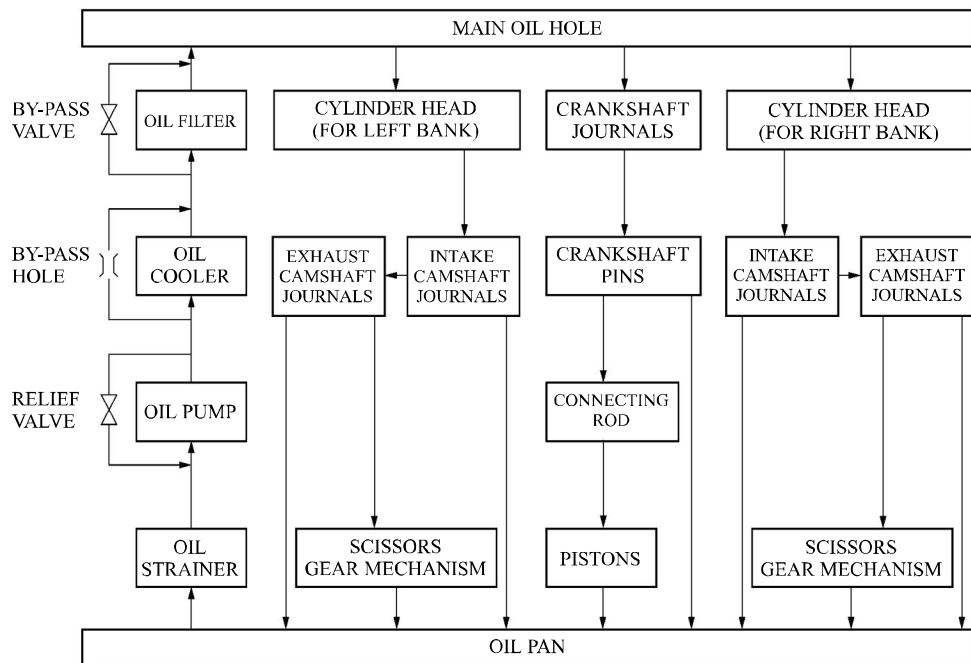 MAIN OIL HOLE
BY-PASS
VALVE
OIL FILTER
CYLINDER HEAD
(FOR LEFT BANK)
CRANKSHAFT
JOURNALS
CYLINDER HEAD
(FOR RIGHT BANK)
BY-PASS
HOLE
OIL
COOLER
EXHAUST
CAMSHAFT
JOURNALS
INTAKE
CAMSHAFT
JOURNALS
CRANKSHAFT
PINS
INTAKE
CAMSHAFT
JOURNALS
EXHAUST
CAMSHAFT
JOURNALS
RELIEF
VALVE
OIL PUMP
CONNECTING
ROD
OIL
STRAINER
SCISSORS
GEAR MECHANISM
PISTONS
SCISSORS
GEAR MECHANISM
OIL PAN